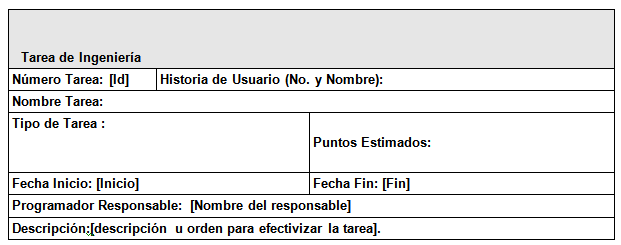 Tarea de Ingeniería
Número Tarea: [Id] Historia de Usuario (No. y Nombre):
Nombre Tarea:
Tipo de Tarea :
Puntos Estimados:
Fecha Inicio: [Inicio] Fecha Fin: [Fin]
Programador Responsable: [Nombre del responsable]
Descripción:[descripción u orden para efectivizar la tarea].